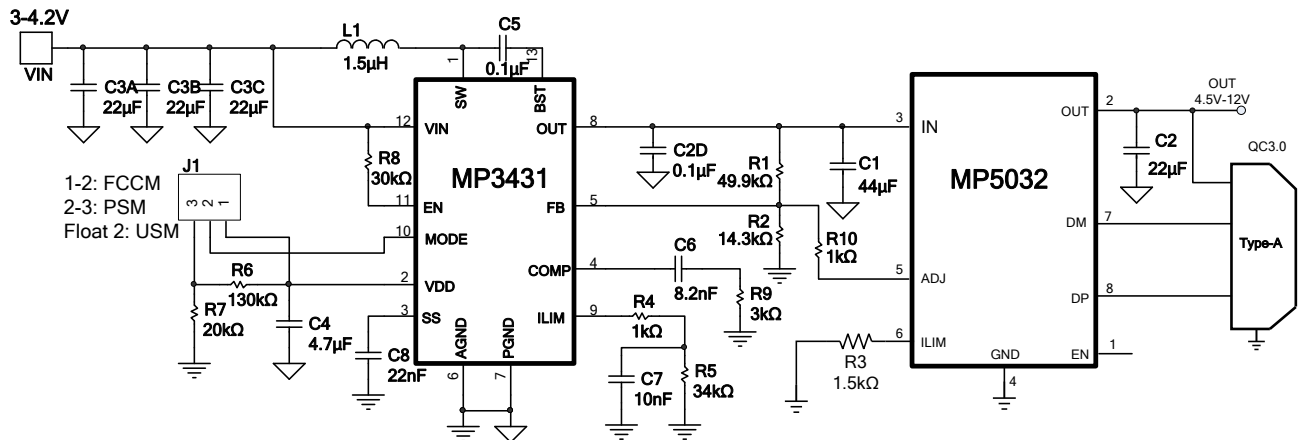 3-4.2V
VIN
C3A
22µF
C3B
22µF
C3C
22µF
L1
1.5µH
C5
0.1µF
1
13
SW
BST
12
VIN
OUT
8
MP3431
R8
30kΩ
11
EN
FB
5
10
MODE
COMP
4
2
VDD
3
SS
ILIM
9
AGND
PGND
6
7
J1
3
2
1
1-2: FCCM
2-3: PSM
Float 2: USM
R6
130kΩ
R7
20kΩ
C4
4.7µF
C8
22nF
C2D
0.1µF
R1
49.9kΩ
C1
44µF
R2
14.3kΩ
R10
1kΩ
C6
8.2nF
R9
3kΩ
R4
1kΩ
C7
10nF
R5
34kΩ
R3
1.5kΩ
3
IN
MP5032
OUT
2
DM
7
5
ADJ
DP
8
6
ILIM
GND
4
EN
1
OUT
4.5V-12V
C2
22µF
QC3.0
Type-A